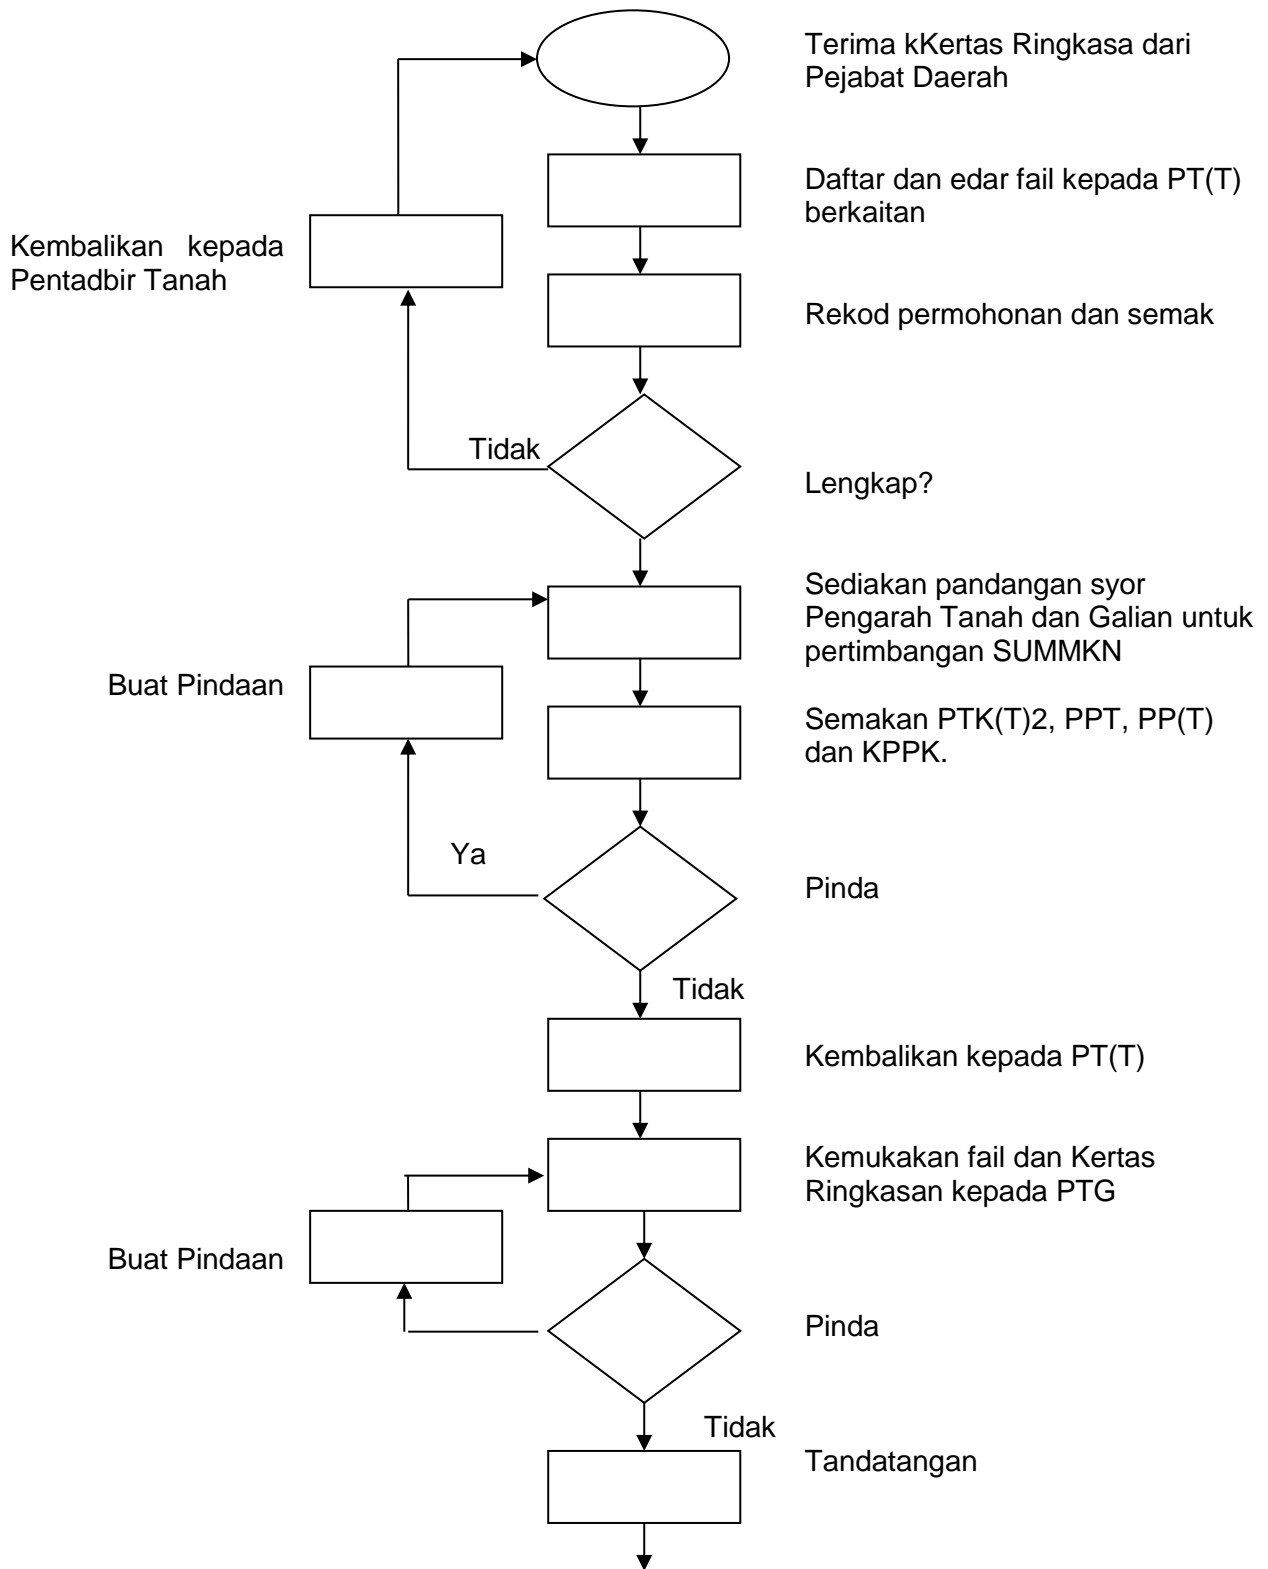 Terima kKertas Ringkasa dari
Pejabat Daerah
Daftar dan edar fail kepada PT(T)
berkaitan
Kembalikan kepada
Pentadbir Tanah
Rekod permohonan dan semak
Tidak
Lengkap?
Sediakan pandangan syor
Pengarah Tanah dan Galian untuk
pertimbangan SUMMKN
Buat Pindaan
Semakan PTK(T)2, PPT, PP(T)
dan KPPK.
Ya
Pinda
Tidak
Kembalikan kepada PT(T)
Kemukakan fail dan Kertas
Ringkasan kepada PTG
Buat Pindaan
Pinda
Tidak
Tandatangan